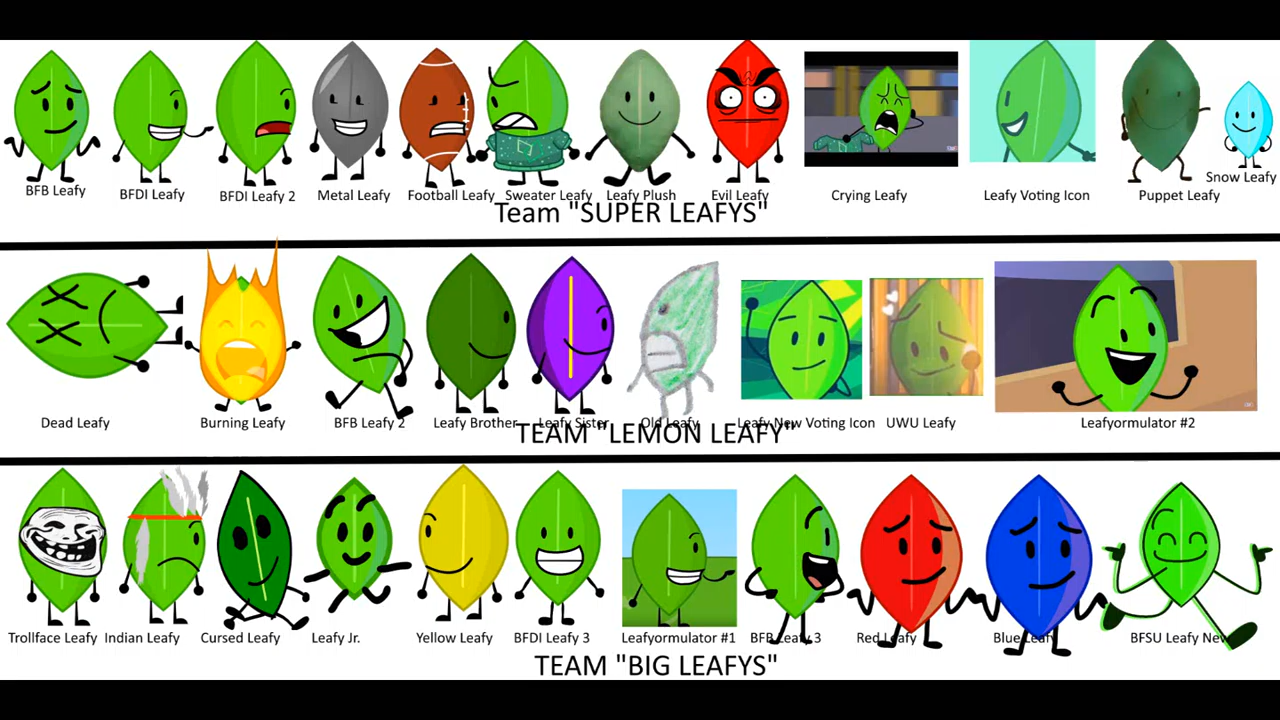 BFB Leafy
BFDI Leafy
BFDI Leafy 2
Metal Leafy
Football Leafy
Sweater Leafy
Leafy Plush
Evil Leafy
Crying Leafy
Leafy Voting Icon
Puppet Leafy
Snow Leafy
Team "SUPER LEAFYS"
Dead Leafy
Burning Leafy
BFB Leafy 2
Leafy Brother
Leafy Sister
Old Leafy
Leafy New Voting Icon
UWU Leafy
Leafyormulator #2
TEAM "LEMON LEAFY"
Trollface Leafy
Indian Leafy
Cursed Leafy
Leafy Jr.
Yellow Leafy
BFDI Leafy 3
Leafyormulator #1
BFB Leafy 3
Red Leafy
Blue Leafy
BFSU Leafy New
TEAM "BIG LEAFYS"